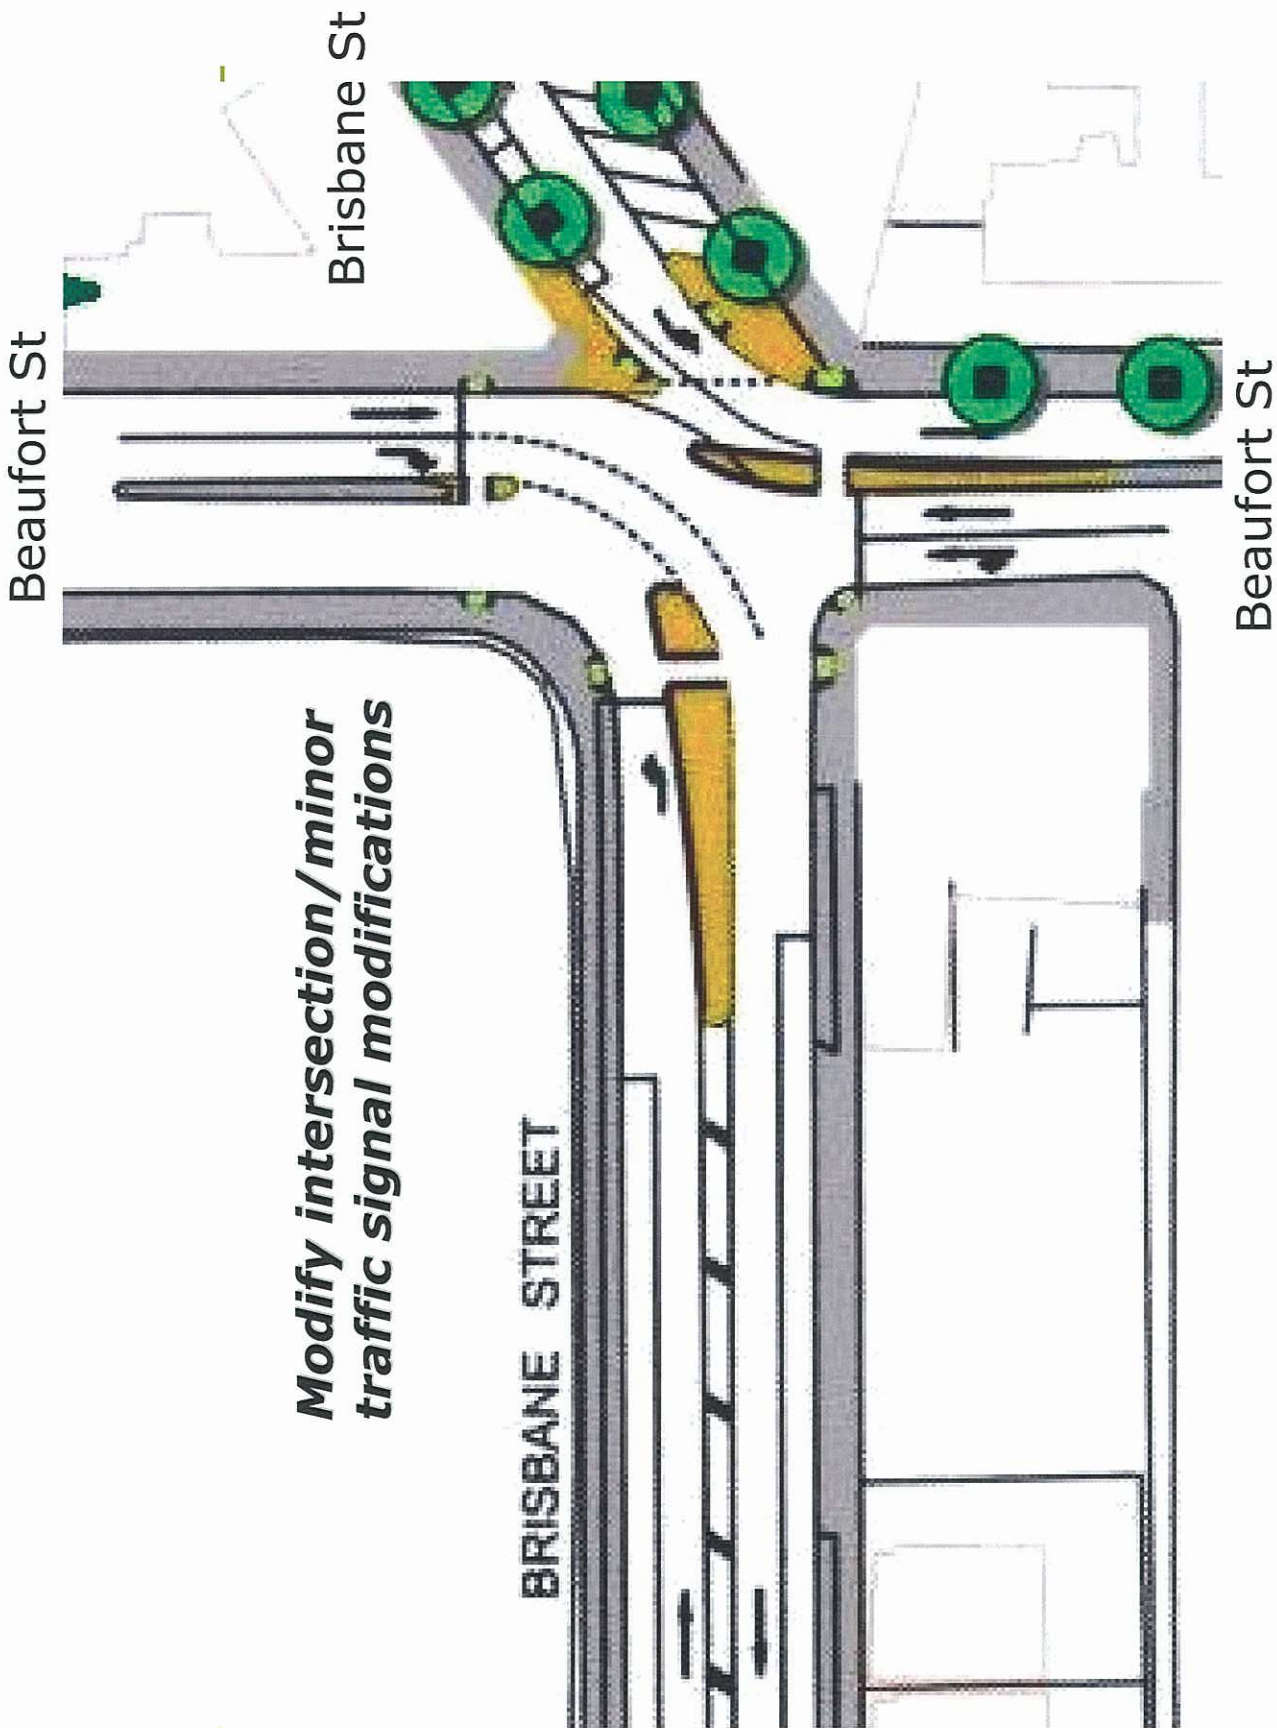 Beaufort St
Brisbane St
Modify intersection/minor
traffic signal modifications
BRISBANE STREET
Beaufort St